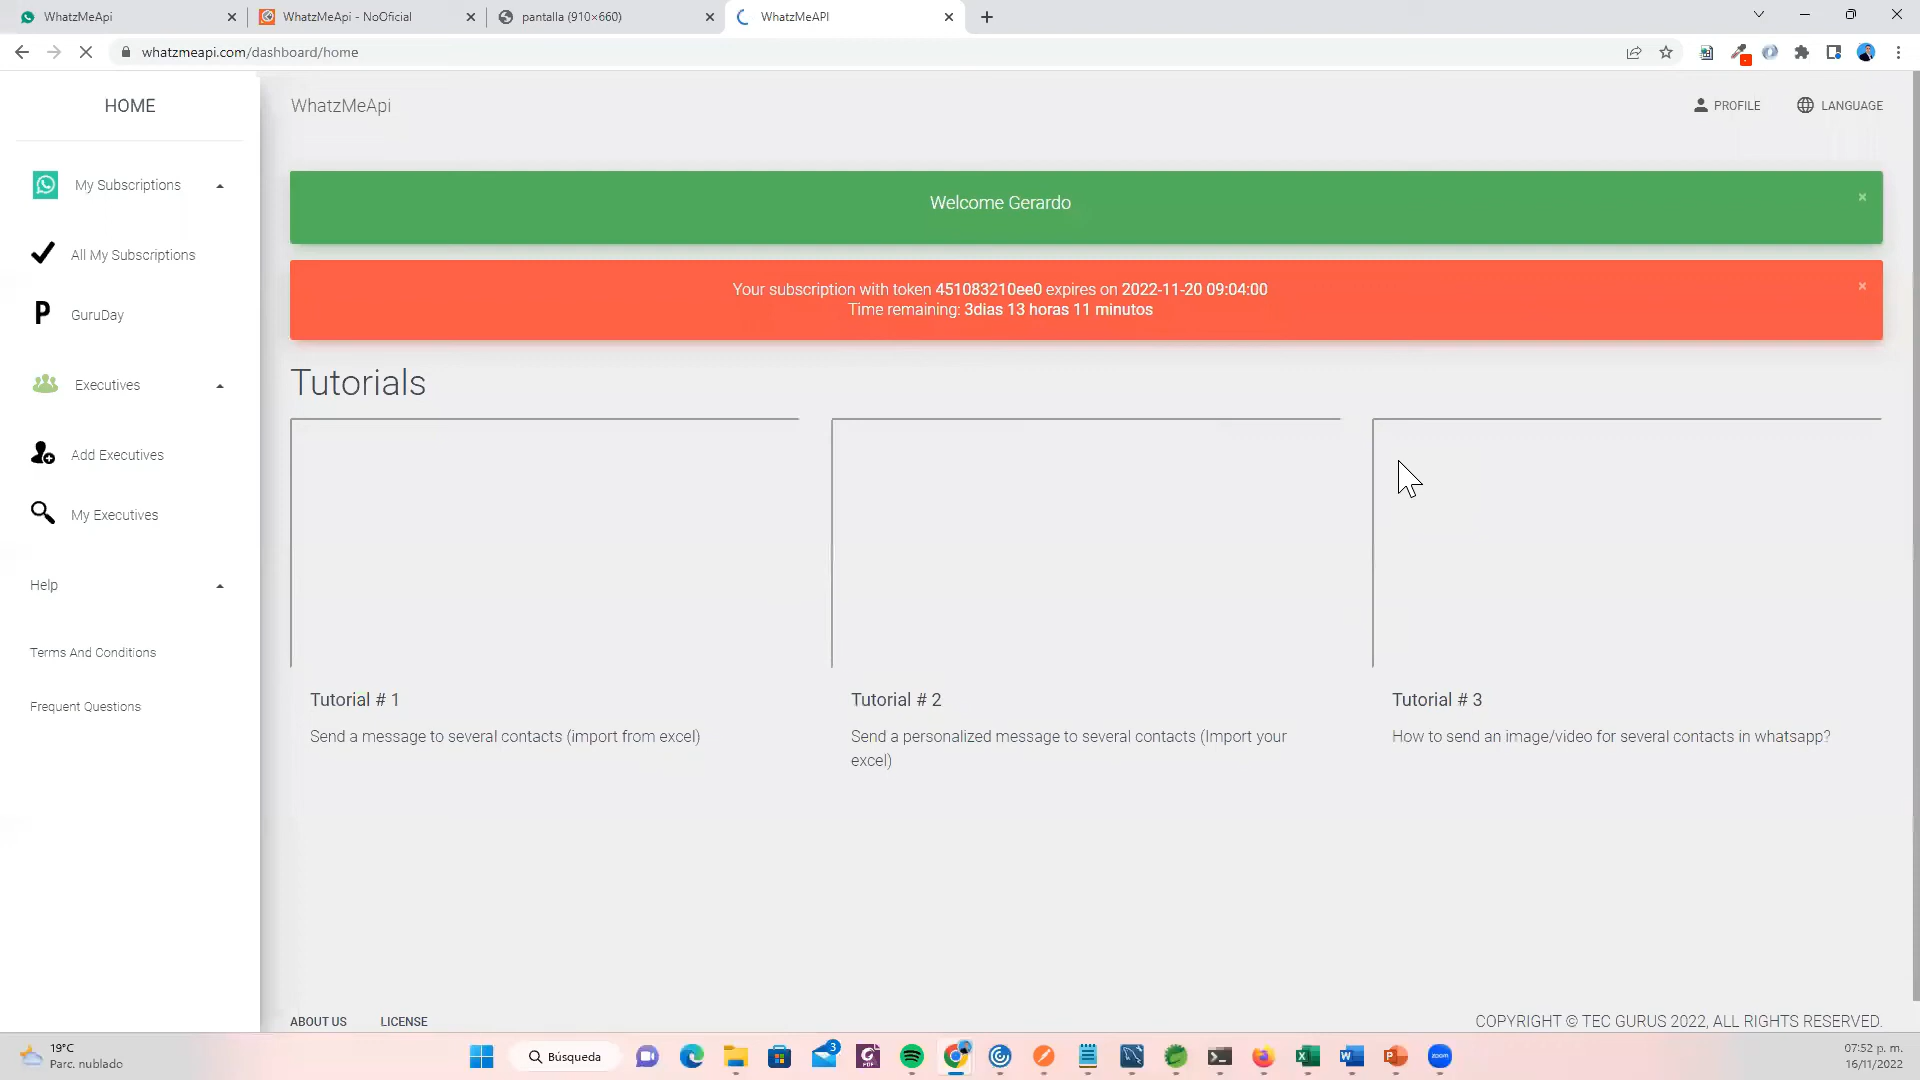 WhatzMeApi
WhatzMeApi - NoOficial
pantalla (910×660)
WhatzMeAPI
whatzmeapi.com/dashboard/home
HOME
WhatzMeApi
PROFILE
LANGUAGE
My Subscriptions
All My Subscriptions
P GuruDay
Executives
Add Executives
My Executives
Help
Terms And Conditions
Frequent Questions
Welcome Gerardo
×
Your subscription with token 451083210ee0 expires on 2022-11-20 09:04:00
Time remaining: 3dias 13 horas 11 minutos
×
Tutorials
Tutorial # 1
Send a message to several contacts (import from excel)
Tutorial # 2
Send a personalized message to several contacts (Import your
excel)
Tutorial # 3
How to send an image/video for several contacts in whatsapp?
ABOUT US
LICENSE
COPYRIGHT © TEC GURUS 2022, ALL RIGHTS RESERVED.
19°C
Parc. nublado
Búsqueda
3
zoom
07:52 p. m.
16/11/2022